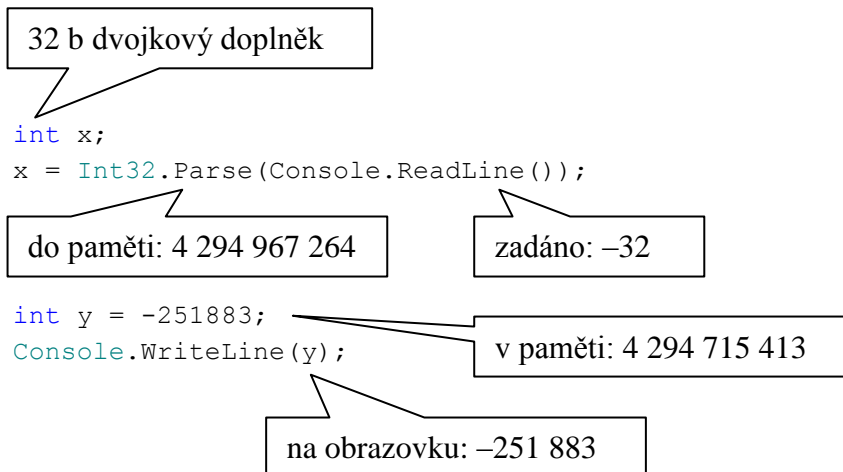 32 b dvojkový doplněk
int x;
x = Int32.Parse(Console.ReadLine());
do paměti: 4 294 967 264
zadáno: –32
int y = -251883;
Console.WriteLine(y);
v paměti: 4 294 715 413
na obrazovku: –251 883